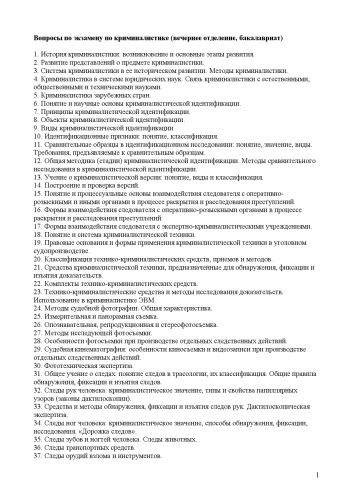 Вопросы по экзамену по криминалистике (вечернее отделение, бакалавриат)
1. История криминалистики: возникновение и основные этапы развития.
2. Развитие представлений о предмете криминалистики.
3. Система криминалистики в ее историческом развитии. Методы криминалистики.
4. Криминалистика в системе юридических наук. Связь криминалистики с естественными,
общественными и техническими науками.
5. Криминалистика зарубежных стран.
6. Понятие и научные основы криминалистической идентификации.
7. Принципы криминалистической идентификации.
8. Объекты криминалистической идентификации.
9. Виды криминалистической идентификации
10. Идентификационные признаки: понятие, классификация.
11. Сравнительные образцы в идентификационном исследовании: понятие, значение, виды.
Требования, предъявляемые к сравнительным образцам.
12. Общая методика (стадии) криминалистической идентификации. Методы сравнительного
исследования в криминалистической идентификации.
13. Учение о криминалистической версии: понятие, виды и классификация.
14. Построение и проверка версий.
15. Понятие и процессуальные основы взаимодействия следователя с оперативно-
розыскными и иными органами в процессе раскрытия и расследования преступлений.
16. Формы взаимодействия следователя с оперативно-розыскными органами в процессе
раскрытия и расследования преступлений.
17. Формы взаимодействия следователя с экспертно-криминалистическими учреждениями.
18. Понятие и система криминалистической техники.
19. Правовые основания и формы применения криминалистической техники в уголовном
судопроизводстве.
20. Классификация технико-криминалистических средств, приемов и методов.
21. Средства криминалистической техники, предназначенные для обнаружения, фиксации и
изъятия доказательств.
22. Комплекты технико-криминалистических средств.
23. Технико-криминалистические средства и методы исследования доказательств.
Использование в криминалистике ЭВМ.
24. Методы судебной фотографии. Общая характеристика.
25. Измерительная и панорамная съемка.
26. Опознавательная, репродукционная и стереофотосъемка.
27. Методы исследующей фотосъемки.
28. Особенности фотосъемки при производстве отдельных следственных действий.
29. Судебная кинематография: особенности киносъемки и видеозаписи при производстве
отдельных следственных действий.
30. Фототехническая экспертиза.
31. Общее учение о следах: понятие следов в трасологии, их классификация. Общие правила
обнаружения, фиксации и изъятия следов.
32. Следы рук человека: криминалистическое значение, типы и свойства папиллярных
узоров (законы дактилоскопии).
33. Средства и методы обнаружения, фиксации и изъятия следов рук. Дактилоскопическая
экспертиза.
34. Следы ног человека: криминалистическое значение, способы обнаружения, фиксации,
исследования. «Дорожка следов».
35. Следы зубов и ногтей человека. Следы животных.
36. Следы транспортных средств.
37. Следы орудий взлома и инструментов.
1